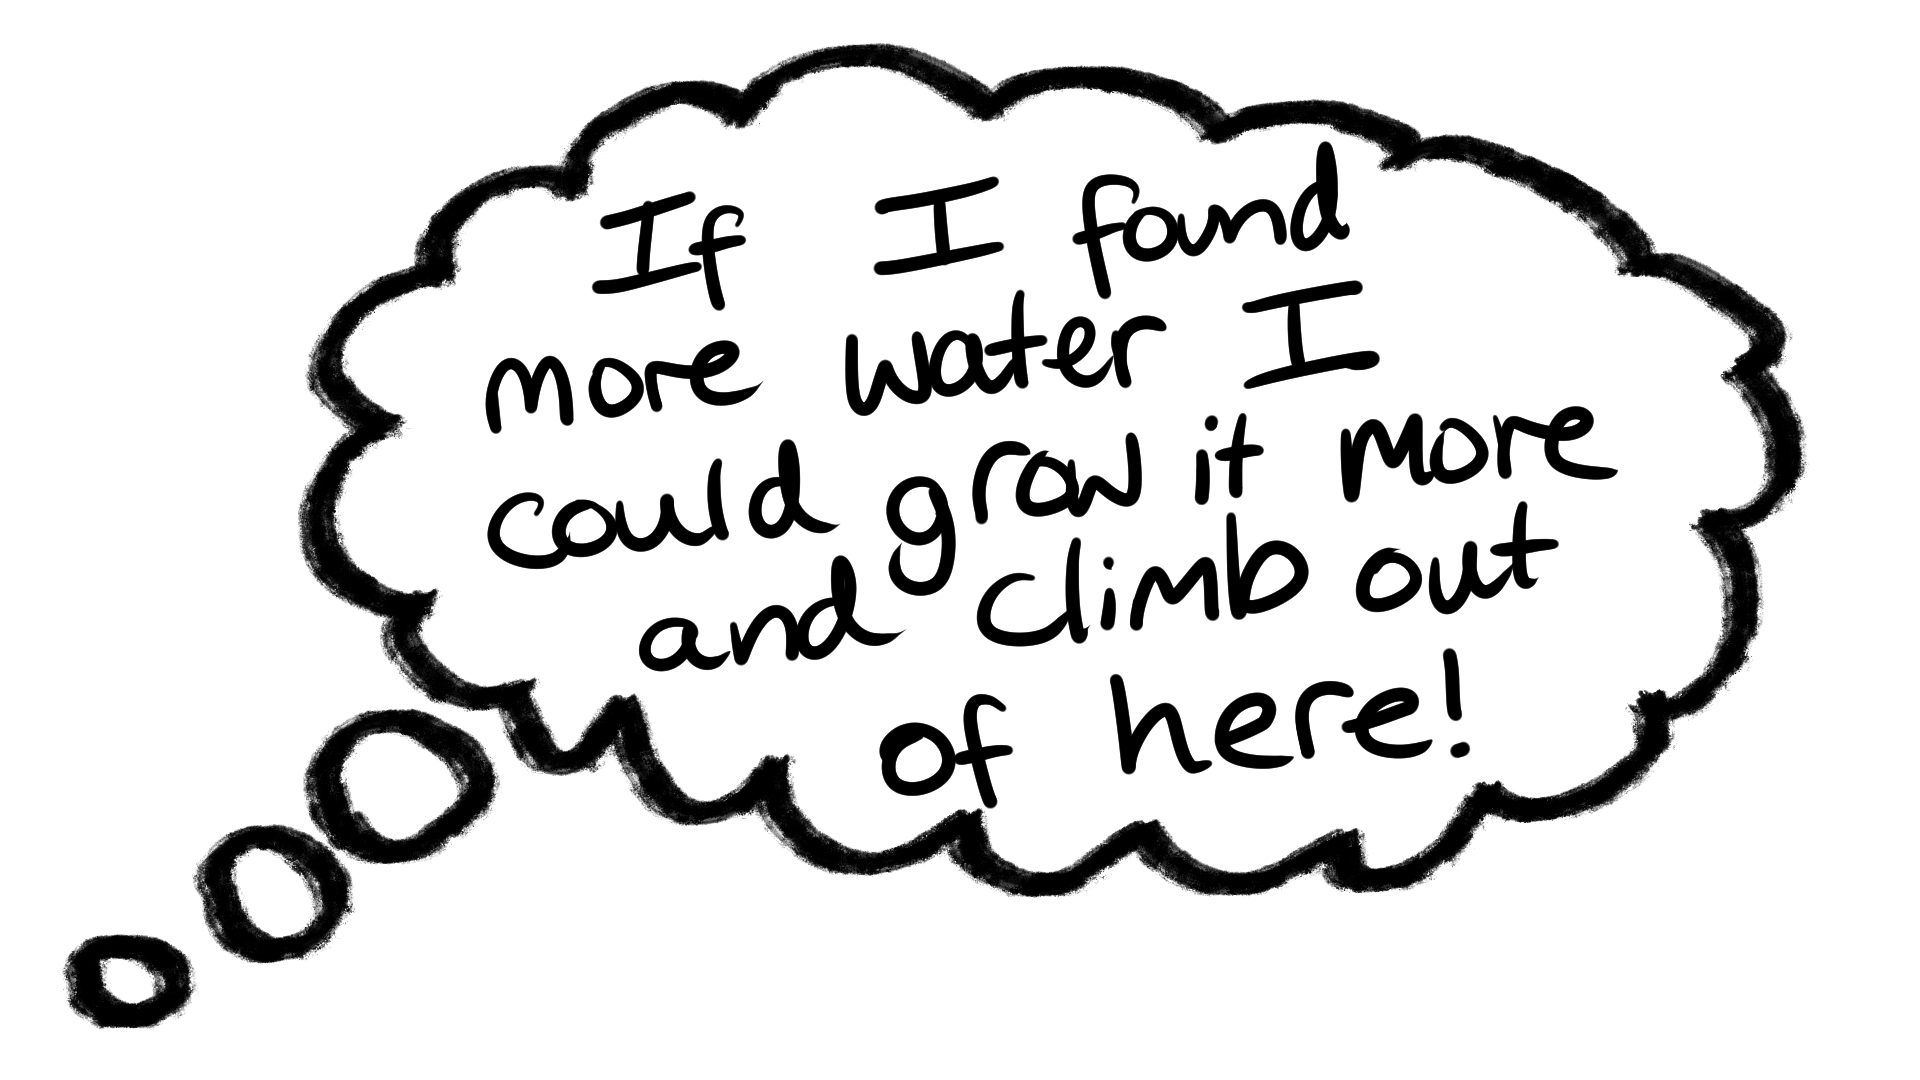 If I found
more water I
could grow it more
and climb out
of here!